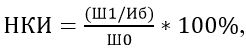 НКИ = (Ш1/Иб)/Ш0 * 100%,